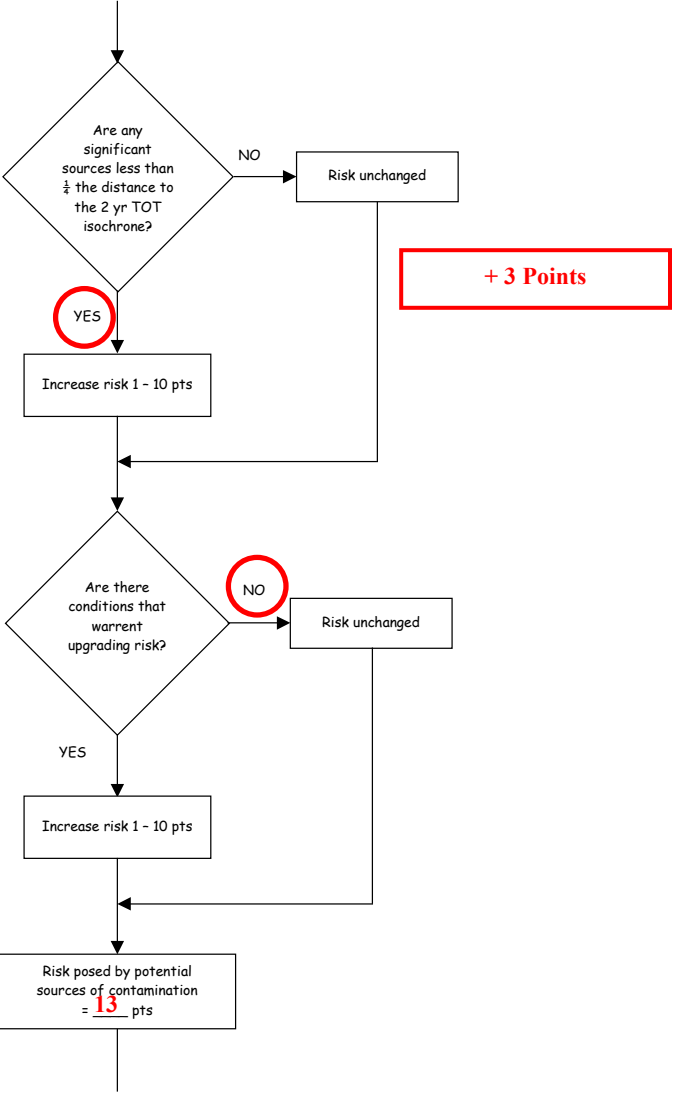 Are any
significant
sources less than
¼ the distance to
the 2 yr TOT
isochrone?
NO
Risk unchanged
+ 3 Points
YES
Increase risk 1 – 10 pts
Are there
conditions that
warrent
upgrading risk?
NO
Risk unchanged
YES
Increase risk 1 – 10 pts
Risk posed by potential
sources of contamination
= 13 pts